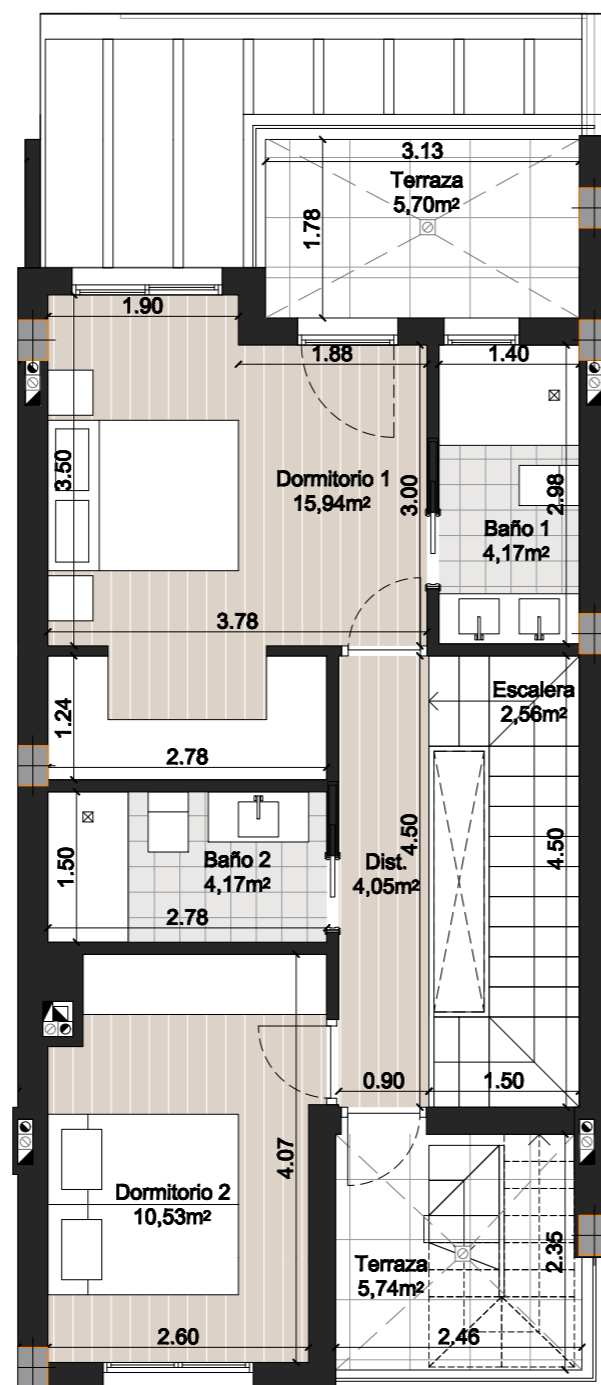 3.13
Terraza
5,70m²
1.78
1.90
1.88
1.40
3.50
Dormitorio 1
15,94m²
3.00
2.98
Baño 1
4,17m²
3.78
Escalera
2,56m²
1.24
2.78
4.50
4.50
1.50
Baño 2
4,17m²
Dist.
4,05m²
2.78
0.90
1.50
4.07
Dormitorio 2
10,53m²
2.35
Terraza
5,74m²
2.60
2.46